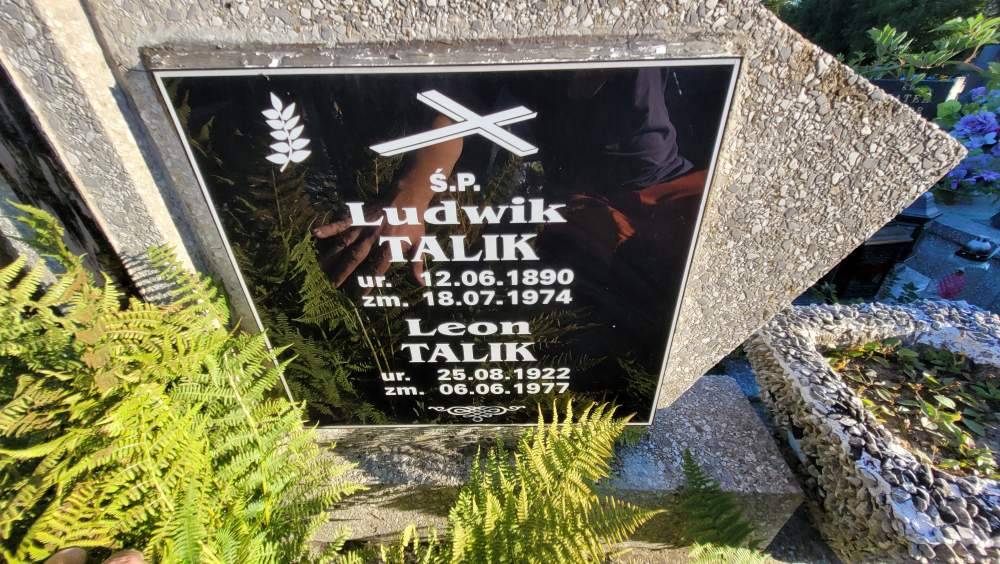 Ś.P.
Ludwik
TALIK
ur. 12.06.1890
zm. 18.07.1974
Leon
TALIK
ur. 25.08.1922
zm. 06.06.1977